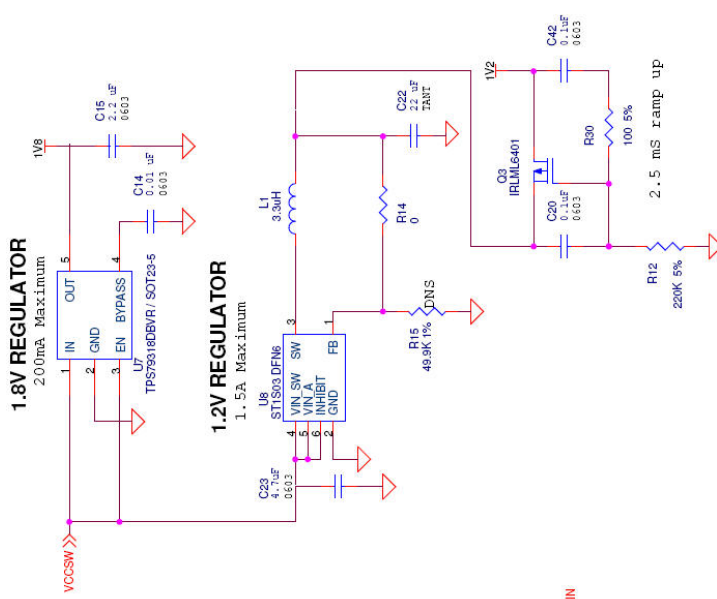 1.8V REGULATOR
200mA Maximum
1V8
C15
2.2 uF
0603
C14
0.01 uF
0603
1
2
3
IN
GND
EN
OUT
BYPASS
5
4
U7
TPS79318DBVR / SOT23-5
VCCSW
1.2V REGULATOR
1.5A Maximum
U8
ST1S03 DFN6
4
5
6
2
VIN_SW
VIN_A
INHIBIT
GND
SW
FB
3
1
C23
4.7uF
0603
L1
3.3uH
R14
0
C22
22 uF
TANT
R15
49.9K 1%
DNS
1V2
C42
0.1uF
0603
Q3
IRLML6401
R30
100 5%
C20
0.1uF
0603
R12
220K 5%
2.5 mS ramp up
IN